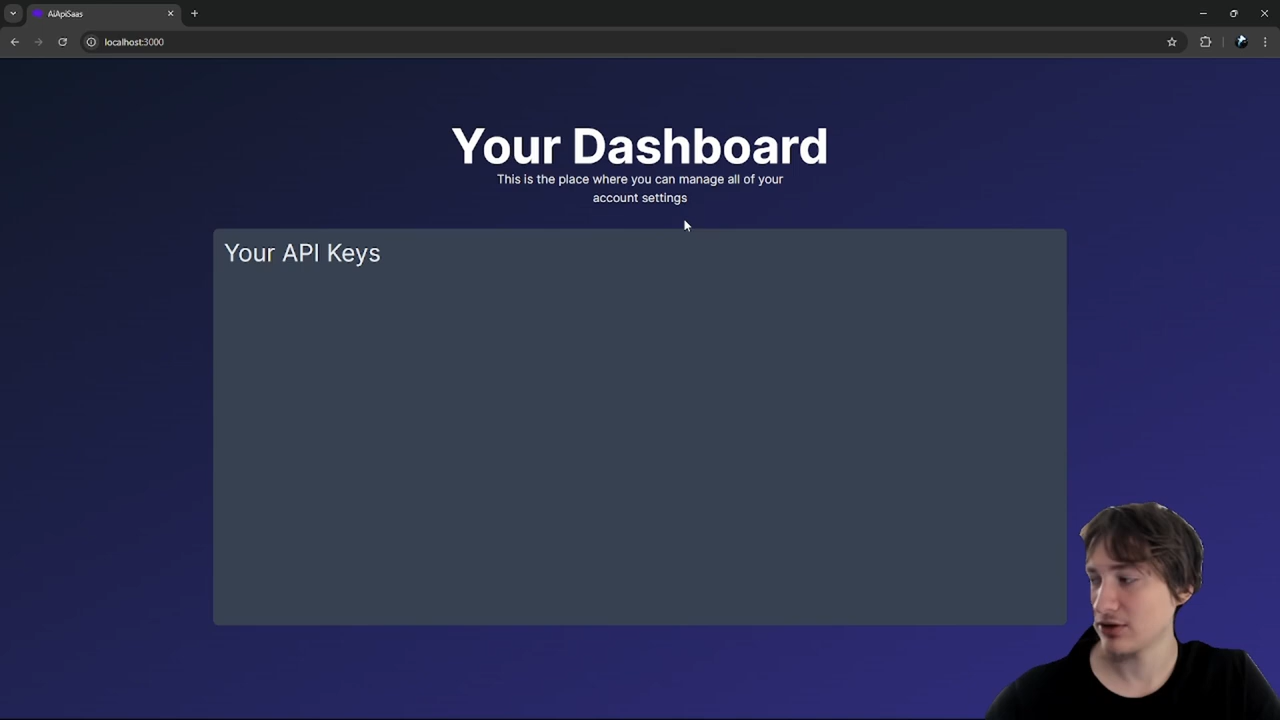 AiApiSaas
localhost:3000
Your Dashboard
This is the place where you can manage all of your
account settings
Your API Keys